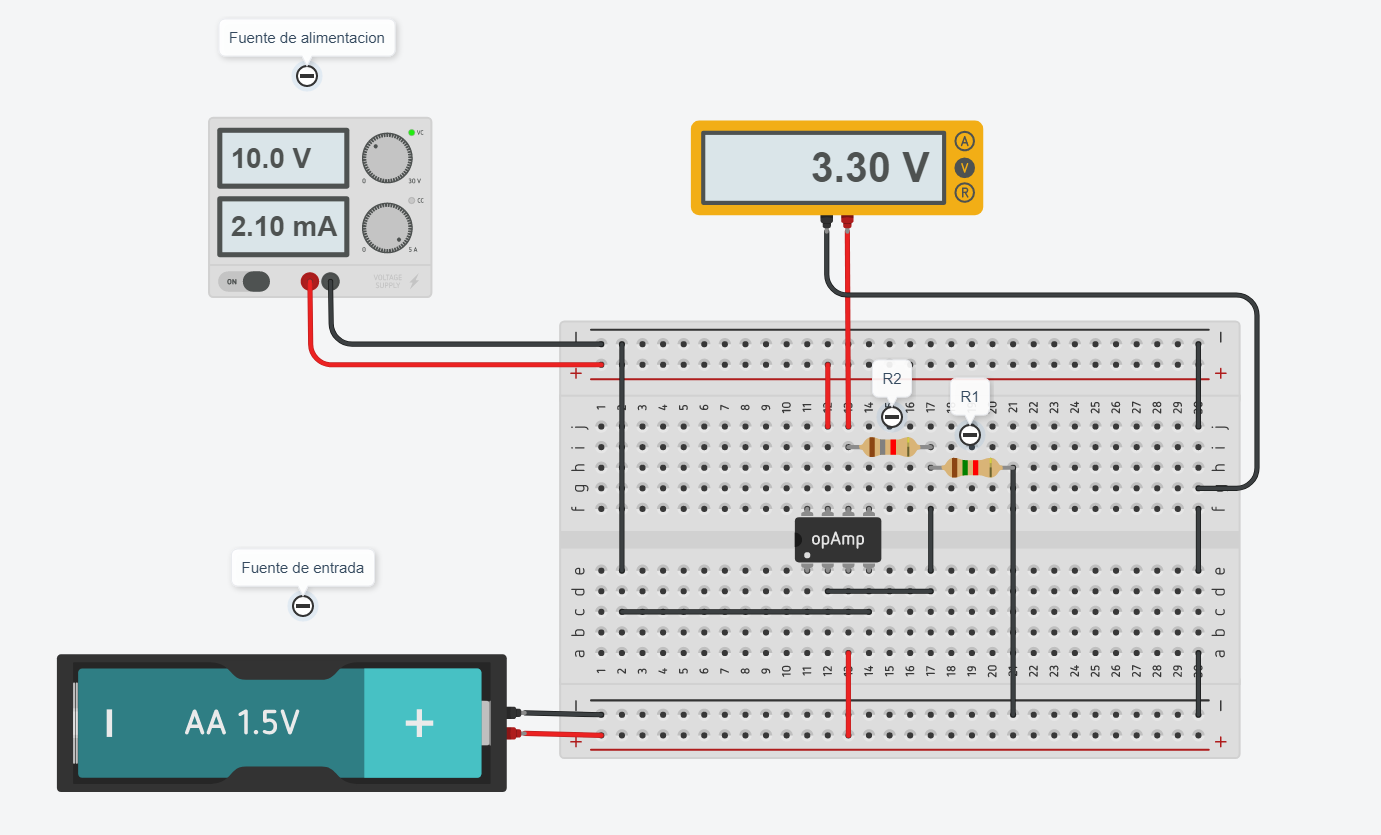 Fuente de alimentacion
VC
10.0 V
0 30 V
CC
2.10 mA
0 5 A
ON
VOLTAGE
SUPPLY
3.30 V
A
V
R
R2
R1
− −
+ +
1 2 3 4 5 6 7 8 9 10 11 12 13 14 15 16 17 18 19 20 21 22 23 24 25 26 27 28 29 30
j j
i i
h h
g g
f f
opAmp
e e
d d
c c
b b
a a
1 2 3 4 5 6 7 8 9 10 11 12 13 14 15 16 17 18 19 20 21 22 23 24 25 26 27 28 29 30
− −
+ +
Fuente de entrada
AA 1.5V +